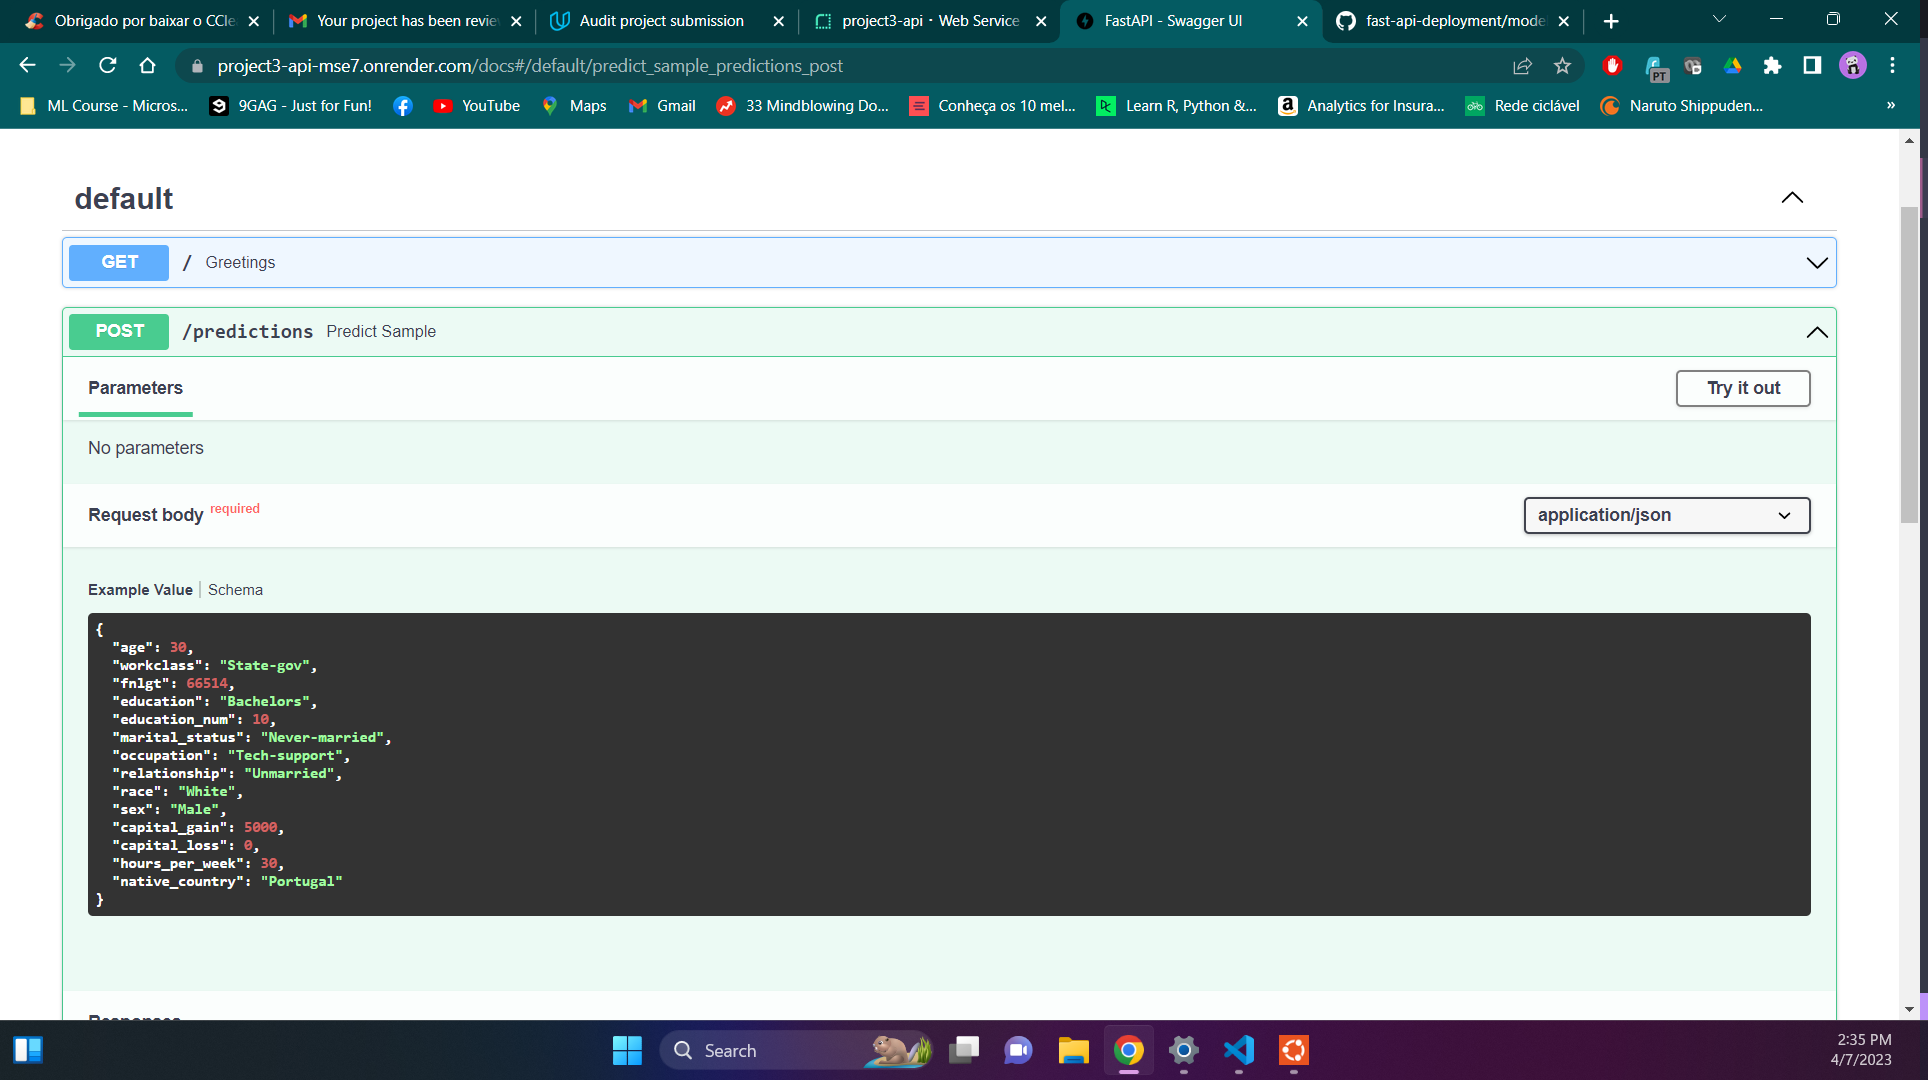 Obrigado por baixar o CCle
Your project has been revie
Audit project submission
project3-api · Web Service
FastAPI - Swagger UI
fast-api-deployment/mode
project3-api-mse7.onrender.com/docs#/default/predict_sample_predictions_post
PT
ML Course - Micros...
9GAG - Just for Fun!
YouTube
Maps
Gmail
33 Mindblowing Do...
Conheça os 10 mel...
Learn R, Python &...
Analytics for Insura...
Rede ciclável
Naruto Shippuden...
»
default
GET / Greetings
POST /predictions Predict Sample
Parameters
Try it out
No parameters
Request body required
application/json
Example Value | Schema
{
"age": 30,
"workclass": "State-gov",
"fnlgt": 66514,
"education": "Bachelors",
"education_num": 10,
"marital_status": "Never-married",
"occupation": "Tech-support",
"relationship": "Unmarried",
"race": "White",
"sex": "Male",
"capital_gain": 5000,
"capital_loss": 0,
"hours_per_week": 30,
"native_country": "Portugal"
}
Responses
Search
2:35 PM
4/7/2023